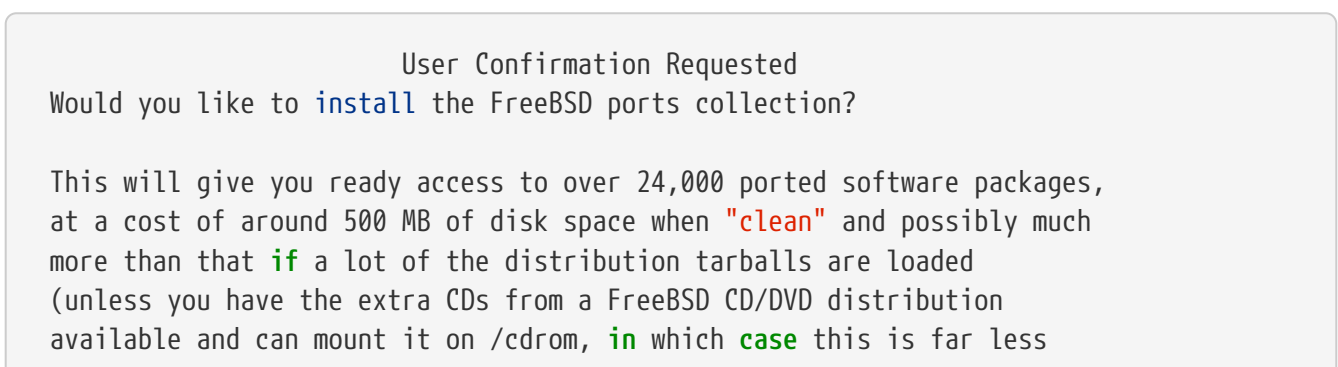 User Confirmation Requested
Would you like to install the FreeBSD ports collection?
This will give you ready access to over 24,000 ported software packages,
at a cost of around 500 MB of disk space when "clean" and possibly much
more than that if a lot of the distribution tarballs are loaded
(unless you have the extra CDs from a FreeBSD CD/DVD distribution
available and can mount it on /cdrom, in which case this is far less